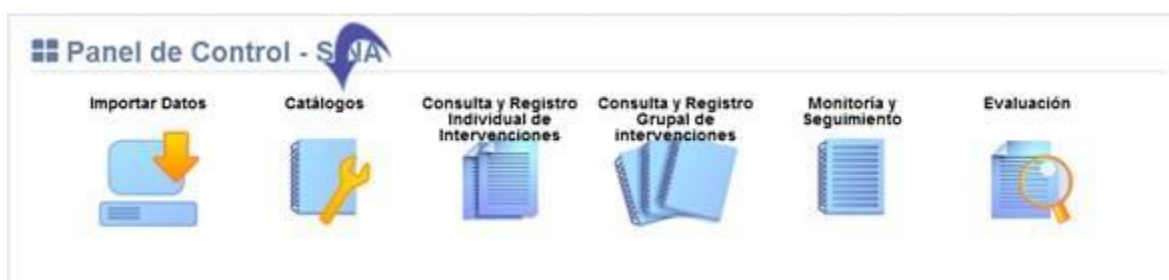 Panel de Control - SINA
Importar Datos
Catálogos
Consulta y Registro
Individual de
Intervenciones
Consulta y Registro
Grupal de
intervenciones
Monitoría y
Seguimiento
Evaluación